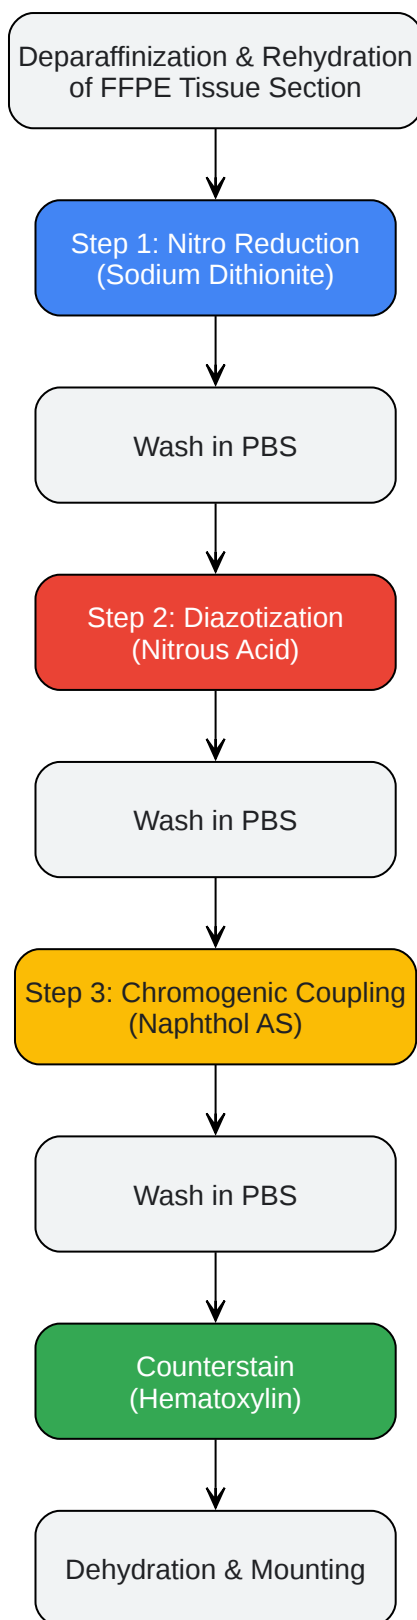 Deparaffinization & Rehydration
of FFPE Tissue Section
Step 1: Nitro Reduction
(Sodium Dithionite)
Wash in PBS
Step 2: Diazotization
(Nitrous Acid)
Wash in PBS
Step 3: Chromogenic Coupling
(Naphthol AS)
Wash in PBS
Counterstain
(Hematoxylin)
Dehydration & Mounting